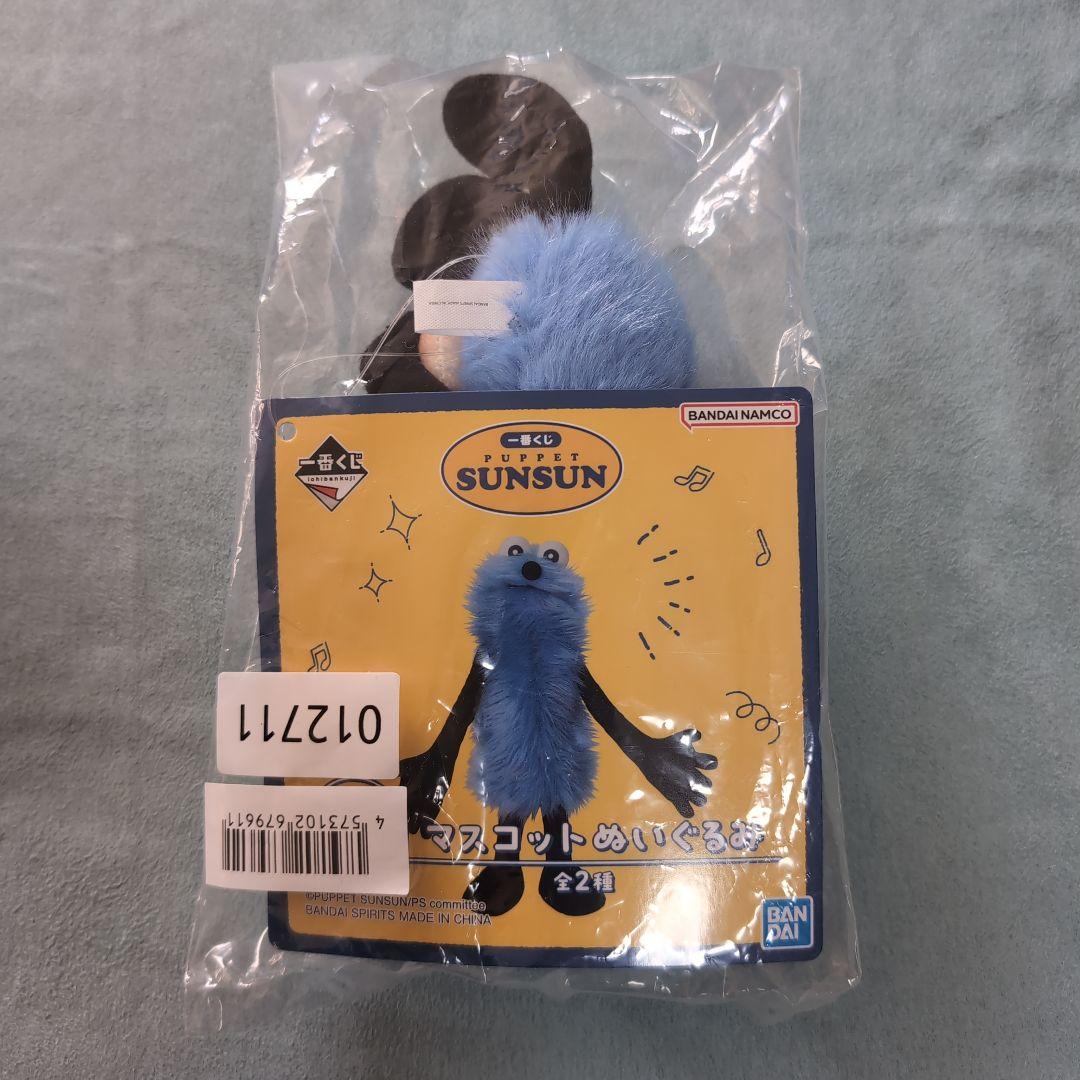 BANDAI NAMCO
一番くじ
ichibankuji
一番くじ
PUPPET
SUNSUN
012711
4 573102 679611
マスコットぬいぐるみ
全2種
©PUPPET SUNSUN/PS committee
BANDAI SPIRITS MADE IN CHINA
BAN
DAI